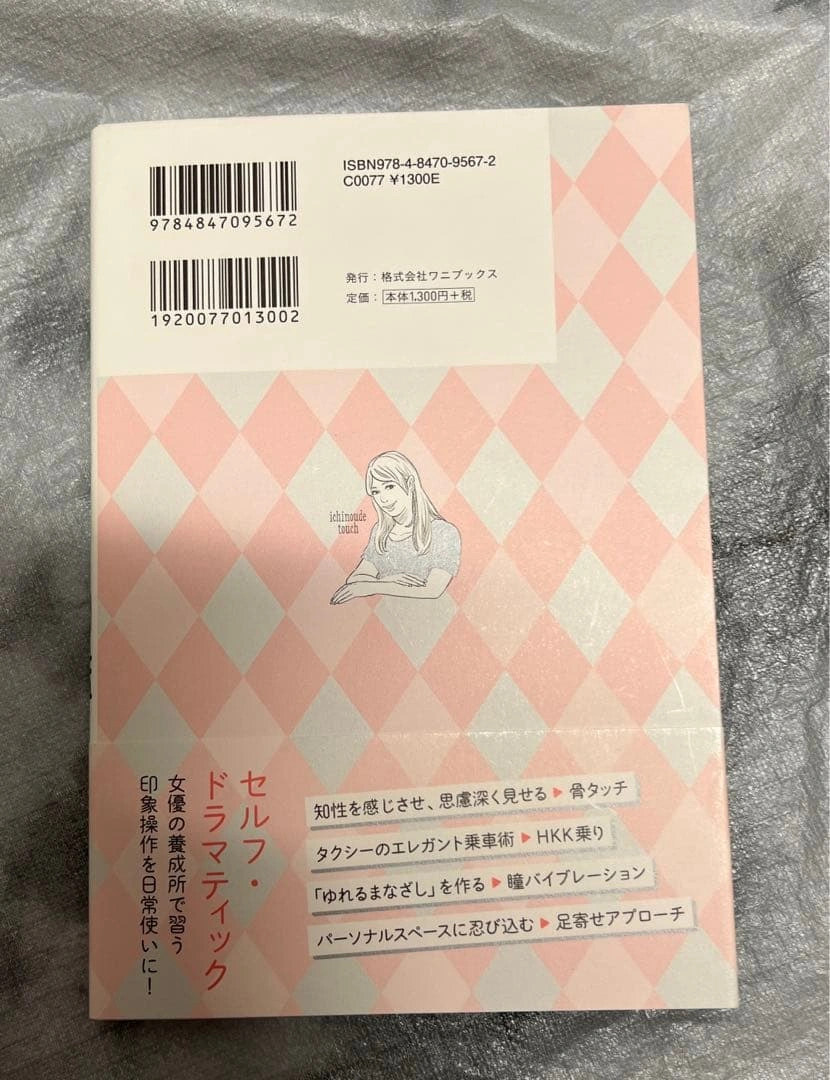 ISBN978-4-8470-9567-2
C0077 ¥1300E
9784847095672
1920077013002
発行：格式会社ワニブックス
定価：本体1,300円+税
ichinoude
touch
セルフ・
ドラマティック
女優の養成所で習う
印象操作を日常使いに！
知性を感じさせ、思慮深く見せる▶骨タッチ
タクシーのエレガント乗車術▶HKK乗り
「ゆれるまなざし」を作る▶瞳バイブレーション
パーソナルスペースに忍び込む▶足寄せアプローチ